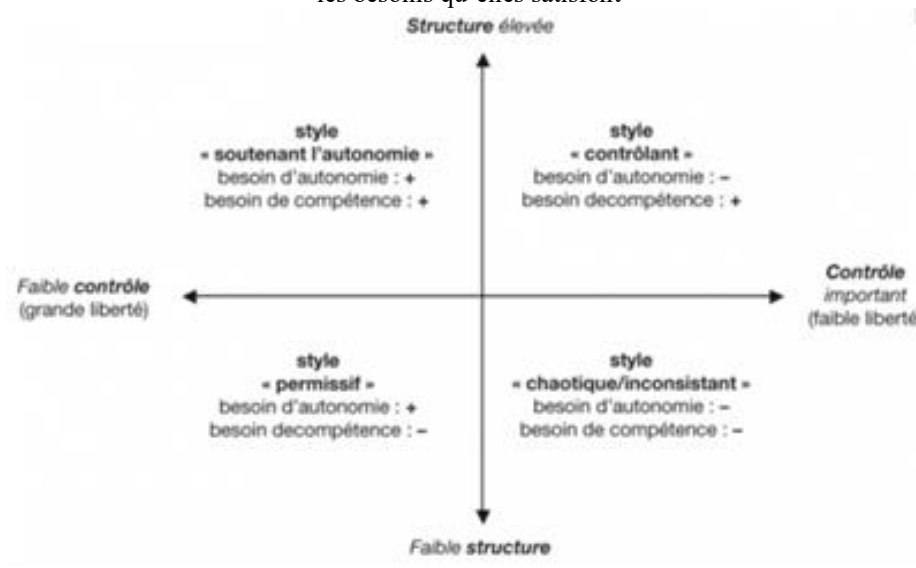 les besoins qu'elles satisfont
Structure élevée
style
« soutenant l'autonomie »
besoin d'autonomie : +
besoin de compétence : +
style
« contrôlant »
besoin d'autonomie : –
besoin decompétence : +
Faible contrôle
(grande liberté)
Contrôle
important
(faible liberté
style
« permissif »
besoin d'autonomie : +
besoin decompétence : –
style
« chaotique/inconsistant »
besoin d'autonomie : –
besoin de compétence : –
Faible structure